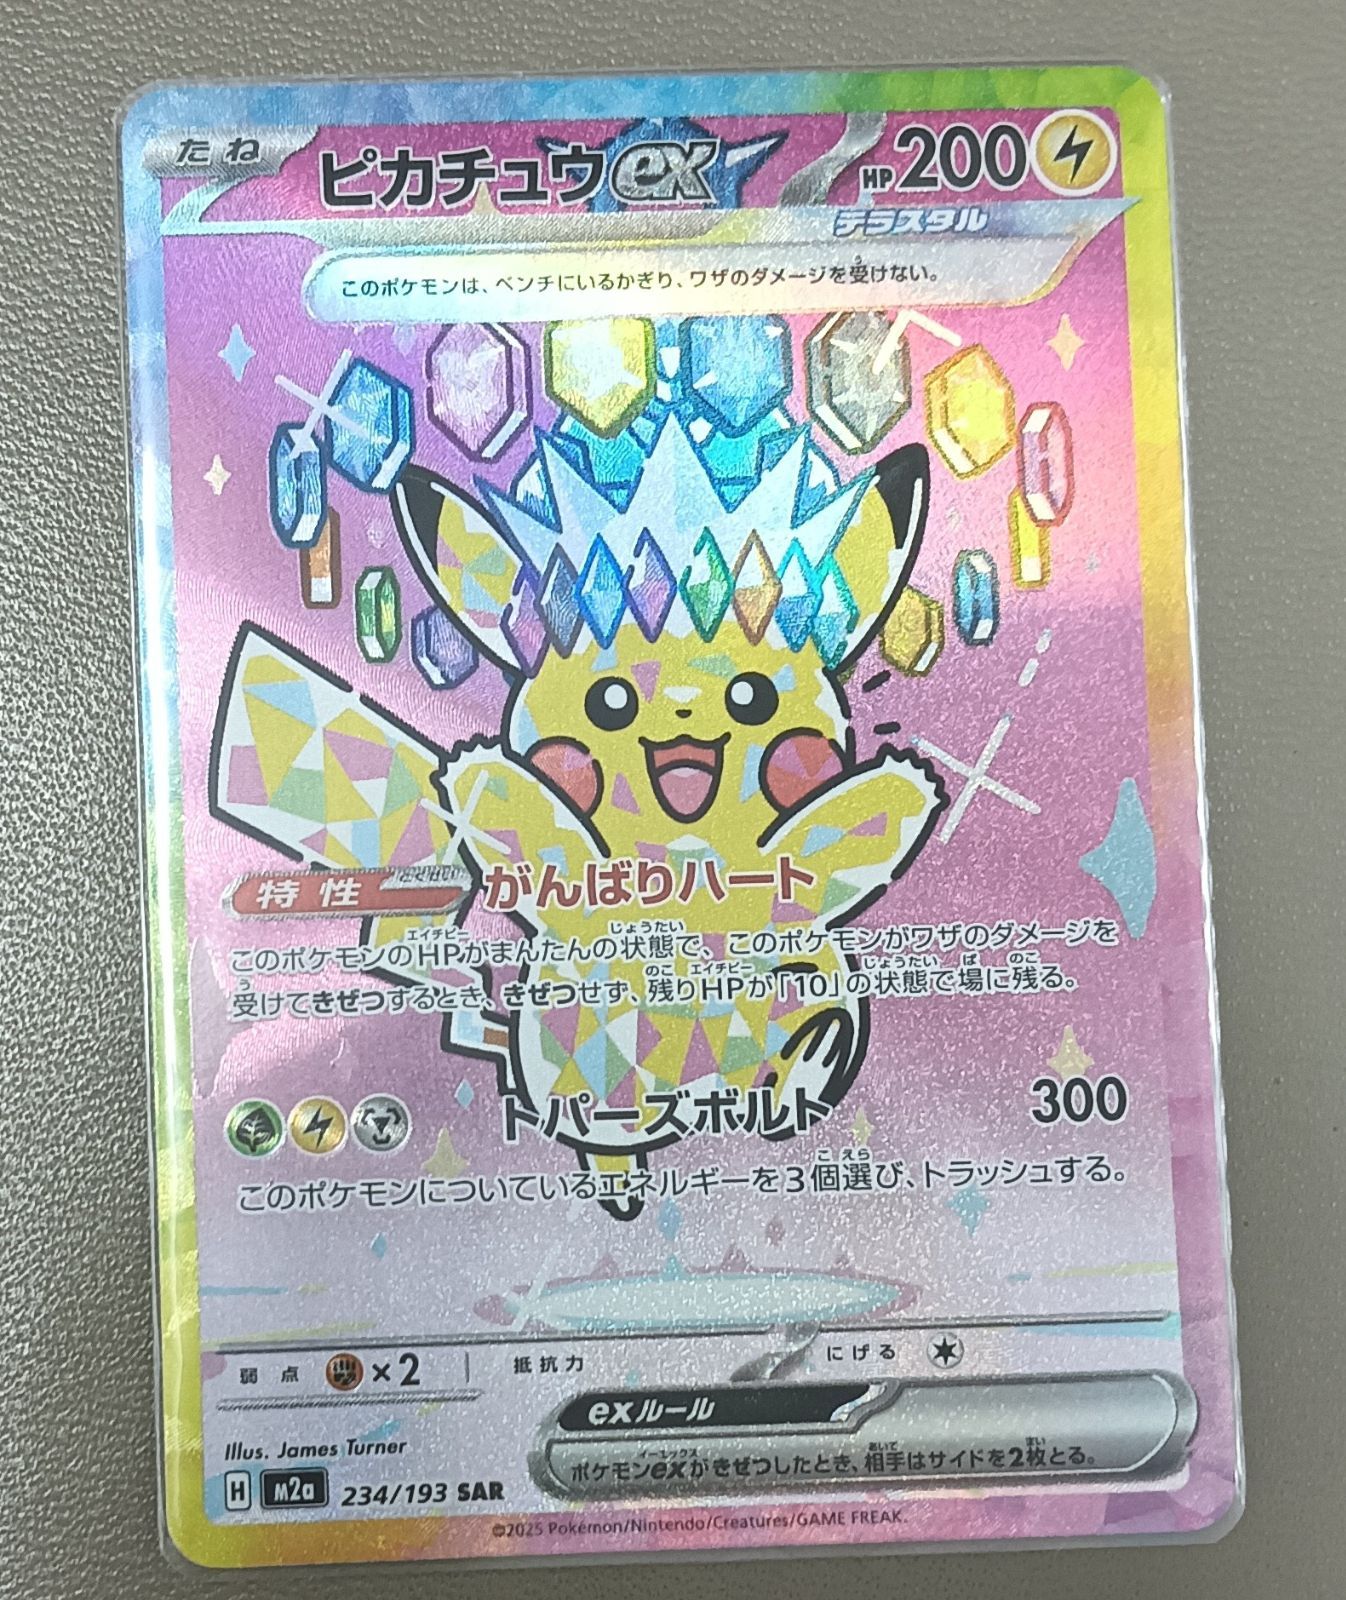 たね ピカチュウex HP200
テラスタル
このポケモンは、ベンチにいるかぎり、ワザのダメージを受けない。
特性 がんばりハート
このポケモンのHPがまんたんの状態で、このポケモンがワザのダメージを
受けてきぜつするとき、きぜつせず、残りHPが「10」の状態で場に残る。
トパーズボルト 300
このポケモンについているエネルギーを3個選び、トラッシュする。
弱点 ×2 抵抗力 にげる
exルール
ポケモンexがきぜつしたとき、相手はサイドを2枚とる。
Illus. James Turner
H M2a 234/193 SAR
©2025 Pokémon/Nintendo/Creatures/GAME FREAK.